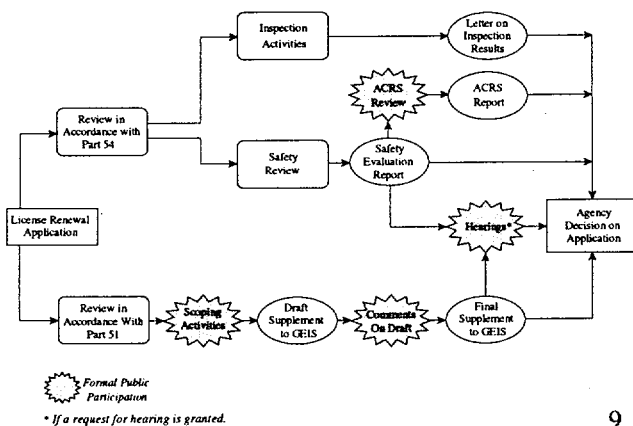 Inspection
Activities
Letter on
Inspection
Results
ACRS
Review
ACRS
Report
Review in
Accordance with
Part 54
Safety
Review
Safety
Evaluation
Report
License Renewal
Application
Hearings*
Agency
Decision on
Application
Review in
Accordance With
Part 51
Scoping
Activities
Draft
Supplement
to GEIS
Comments
On Draft
Final
Supplement
to GEIS
Formal Public
Participation
* If a request for hearing is granted.
9